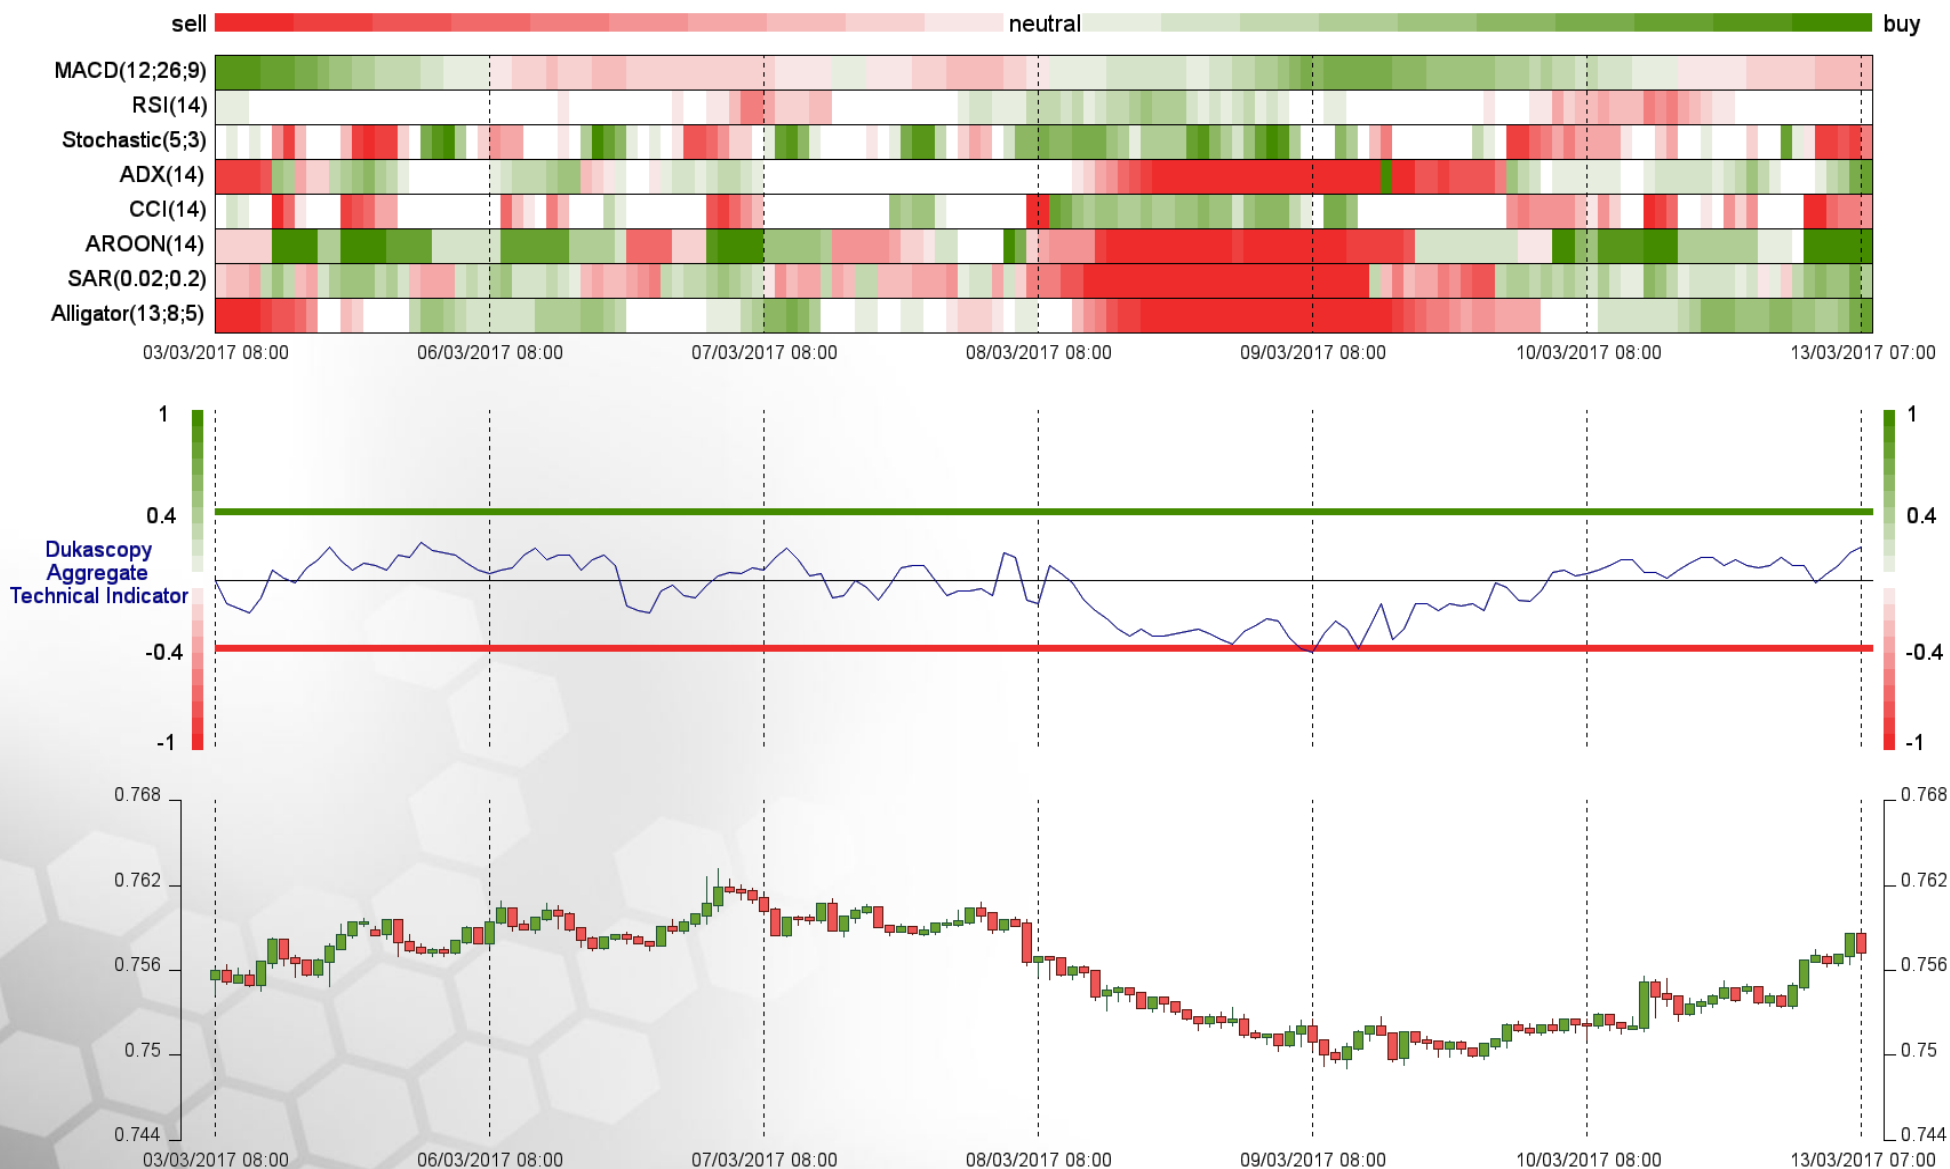 sell neutral buy
MACD(12;26;9)
RSI(14)
Stochastic(5;3)
ADX(14)
CCI(14)
AROON(14)
SAR(0.02;0.2)
Alligator(13;8;5)
03/03/2017 08:00 06/03/2017 08:00 07/03/2017 08:00 08/03/2017 08:00 09/03/2017 08:00 10/03/2017 08:00 13/03/2017 07:00
1 1
0.4 0.4
Dukascopy
Aggregate
Technical Indicator
-0.4 -0.4
-1 -1
0.768 0.768
0.762 0.762
0.756 0.756
0.75 0.75
0.744 0.744
03/03/2017 08:00 06/03/2017 08:00 07/03/2017 08:00 08/03/2017 08:00 09/03/2017 08:00 10/03/2017 08:00 13/03/2017 07:00